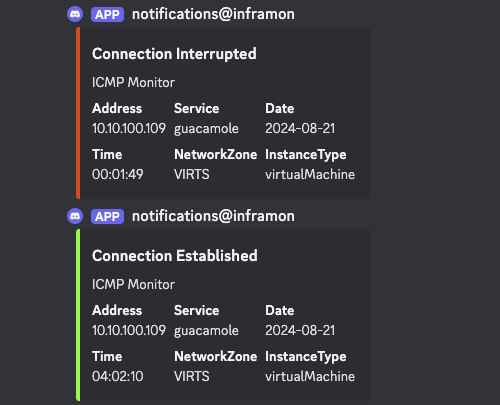 APP notifications@inframon
Connection Interrupted
ICMP Monitor
Address Service Date
10.10.100.109 guacamole 2024-08-21
Time NetworkZone InstanceType
00:01:49 VIRTS virtualMachine
APP notifications@inframon
Connection Established
ICMP Monitor
Address Service Date
10.10.100.109 guacamole 2024-08-21
Time NetworkZone InstanceType
04:02:10 VIRTS virtualMachine